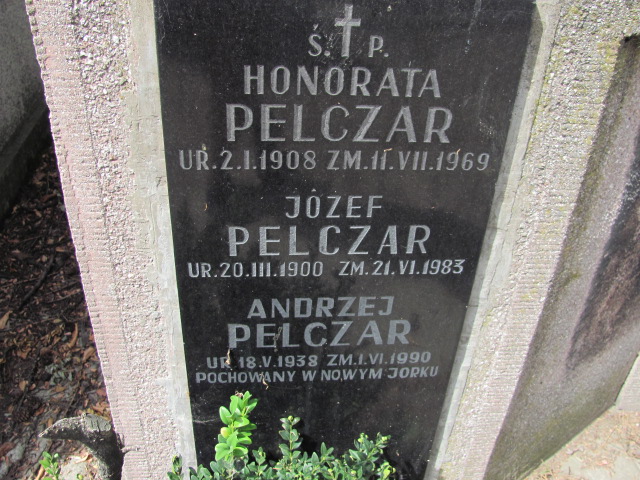 Ś. P.
HONORATA
PELCZAR
UR. 2.I.1908 ZM. 11.VII.1969
JÓZEF
PELCZAR
UR. 20.III.1900 ZM. 21.VI.1983
ANDRZEJ
PELCZAR
UR. 18.V.1938 ZM. 1.VI.1990
POCHOWANY W NOWYM JORKU